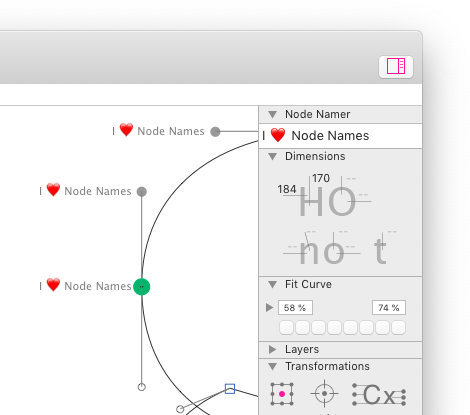 Node Namer
I ❤️ Node Names
I ❤️ Node Names
Dimensions
170
184
HO
I ❤️ Node Names
no t
I ❤️ Node Names
Fit Curve
58 %
74 %
Layers
Transformations
Cx